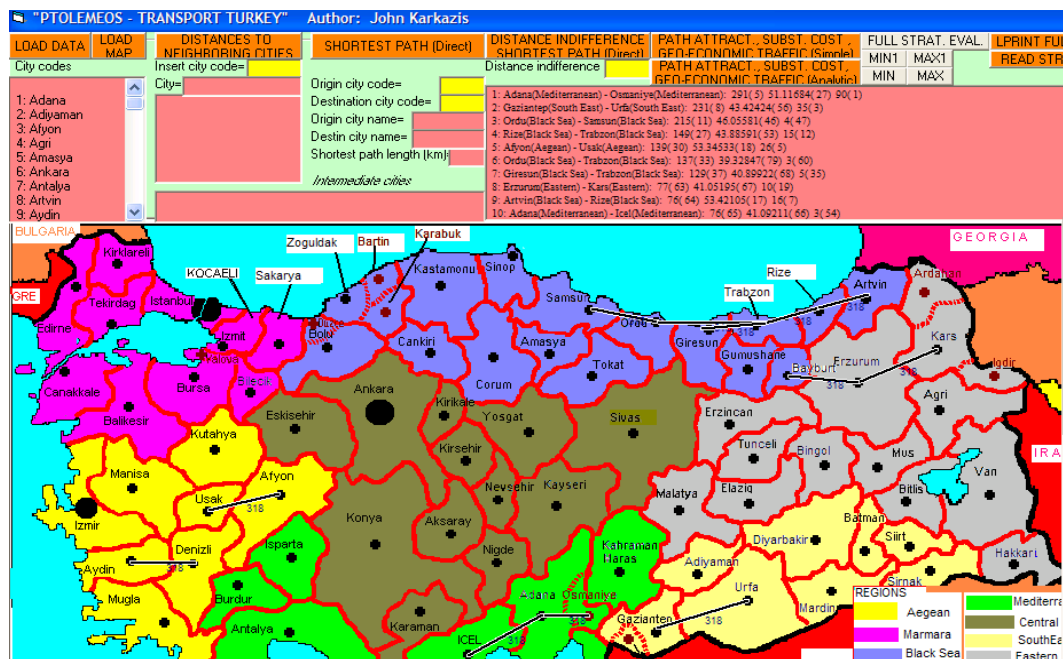 "PTOLEMEOS - TRANSPORT TURKEY" Author: John Karkazis
LOAD DATA
LOAD MAP
DISTANCES TO NEIGHBORING CITIES
SHORTEST PATH (Direct)
DISTANCE INDIFFERENCE SHORTEST PATH (Direct)
PATH ATTRACT., SUBST. COST, GEO-ECONOMIC TRAFFIC (Simple)
PATH ATTRACT., SUBST. COST, GEO-ECONOMIC TRAFFIC (Analytic)
FULL STRAT. EVAL.
MIN1 MAX1
MIN MAX
LPRINT FU
READ STR
City codes
Insert city code=
City=
Origin city code=
Destination city code=
Origin city name=
Destin city name=
Shortest path length (km)
Intermediate cities
Distance indifference
1: Adana
2: Adiyaman
3: Afyon
4: Agri
5: Amasya
6: Ankara
7: Antalya
8: Artvin
9: Aydin
1: Adana(Mediterranean) - Osmaniye(Mediterranean): 291(5) 51.11684(27) 90(1)
2: Gaziantep(South East) - Urfa(South East): 231(8) 43.42424(56) 35(3)
3: Ordu(Black Sea) - Samsun(Black Sea): 215(11) 46.05581(46) 4(47)
4: Rize(Black Sea) - Trabzon(Black Sea): 149(27) 43.88591(53) 15(12)
5: Afyon(Aegean) - Usak(Aegean): 139(30) 53.34533(18) 26(5)
6: Ordu(Black Sea) - Trabzon(Black Sea): 137(33) 39.32847(79) 3(60)
7: Giresun(Black Sea) - Trabzon(Black Sea): 129(37) 40.89922(68) 5(35)
8: Erzurum(Eastern) - Kars(Eastern): 77(63) 41.05195(67) 10(19)
9: Artvin(Black Sea) - Rize(Black Sea): 76(64) 53.42105(17) 16(7)
10: Adana(Mediterranean) - Icel(Mediterranean): 76(65) 41.09211(66) 3(54)
BULGARIA
GEORGIA
GRE
IRA
Kirklareli
Tekirdag
Edirne
Istanbul
KOCAELI
Sakarya
Zoguldak
Bartin
Karabuk
Kastamonu
Sinop
Samsun
Ordu
Trabzon
Rize
Artvin
Ardahan
318
318
Izmit
Yalova
Duzce
Bolu
Cankiri
Amasya
Tokat
Giresun
Gumushane
Bayburt
Erzurum
Kars
318
Igdir
Canakkale
Bursa
Bilecik
Balikesir
Corum
Ankara
Eskisehir
Kirikale
Yosgat
Sivas
Erzincan
Agri
Kutahya
Kirsehir
Tunceli
Bingol
Mus
Van
Manisa
Afyon
Usak
318
Nevsehir
Kayseri
Malatya
Elazig
Bitlis
Izmir
Konya
Aksaray
Batman
Siirt
Denizli
Isparta
Nigde
Kahraman
Maras
Diyarbakir
Hakkari
Aydin
318
Adiyaman
Sirnak
Mugla
Burdur
Adana
Osmaniye
Urfa
Mardin
Antalya
Karaman
ICEL
318
318
Gazianten
318
REGIONS
Aegean
Marmara
Black Sea
Mediterra
Central
SouthEa
Eastern